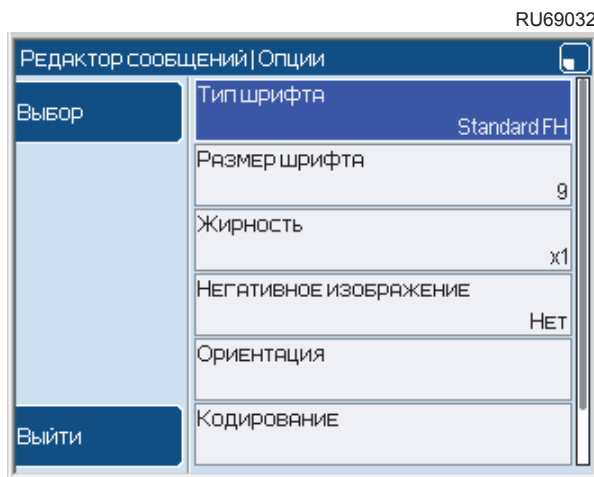 RU69032
Редактор сообщений|Опции
Выбор
Тип шрифта
Standard FH
Размер шрифта
9
Жирность
x1
Негативное изображение
Нет
Ориентация
Кодирование
Выйти